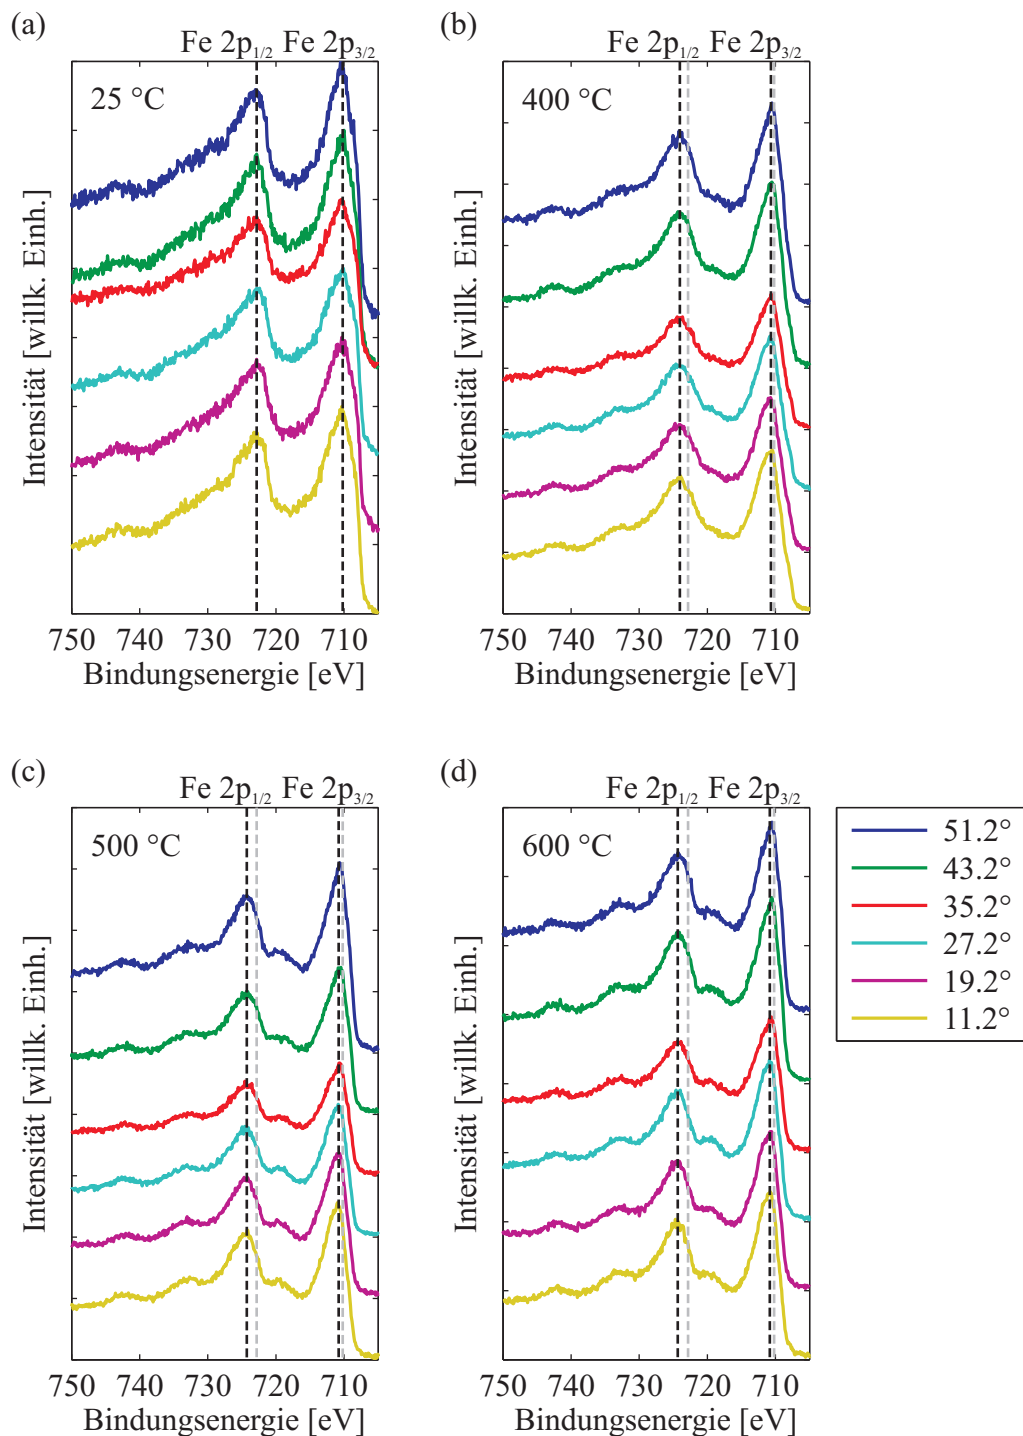 (a)
Fe 2p1/2 Fe 2p3/2
25 °C
Intensität [willk. Einh.]
750 740 730 720 710
Bindungsenergie [eV]
(b)
Fe 2p1/2 Fe 2p3/2
400 °C
Intensität [willk. Einh.]
750 740 730 720 710
Bindungsenergie [eV]
(c)
Fe 2p1/2 Fe 2p3/2
500 °C
Intensität [willk. Einh.]
750 740 730 720 710
Bindungsenergie [eV]
(d)
Fe 2p1/2 Fe 2p3/2
600 °C
Intensität [willk. Einh.]
750 740 730 720 710
Bindungsenergie [eV]
51.2°
43.2°
35.2°
27.2°
19.2°
11.2°